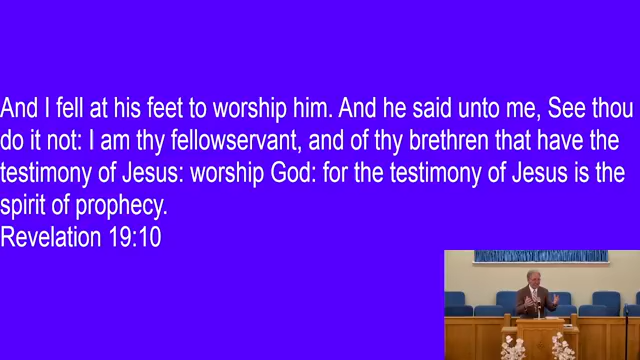 And I fell at his feet to worship him. And he said unto me, See thou
do it not: I am thy fellowservant, and of thy brethren that have the
testimony of Jesus: worship God: for the testimony of Jesus is the
spirit of prophecy.
Revelation 19:10